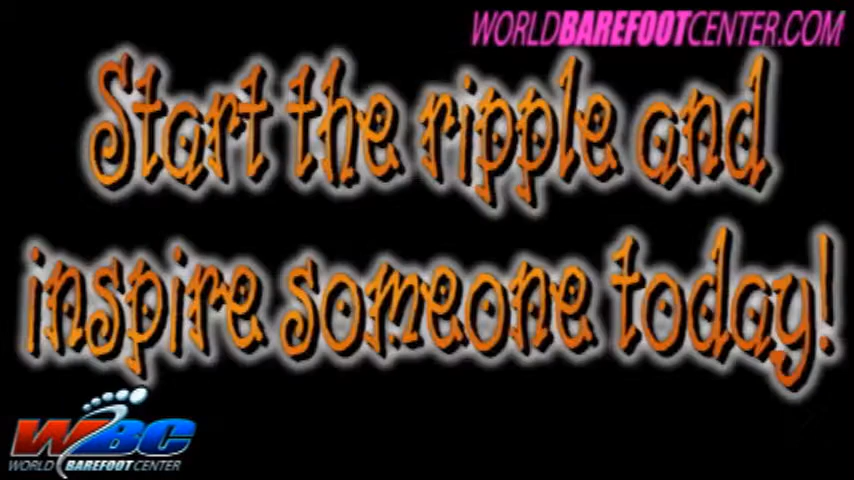 WORLDBAREFOOTCENTER.COM
Start the ripple and
inspire someone today!
WBC
WORLD BAREFOOT CENTER